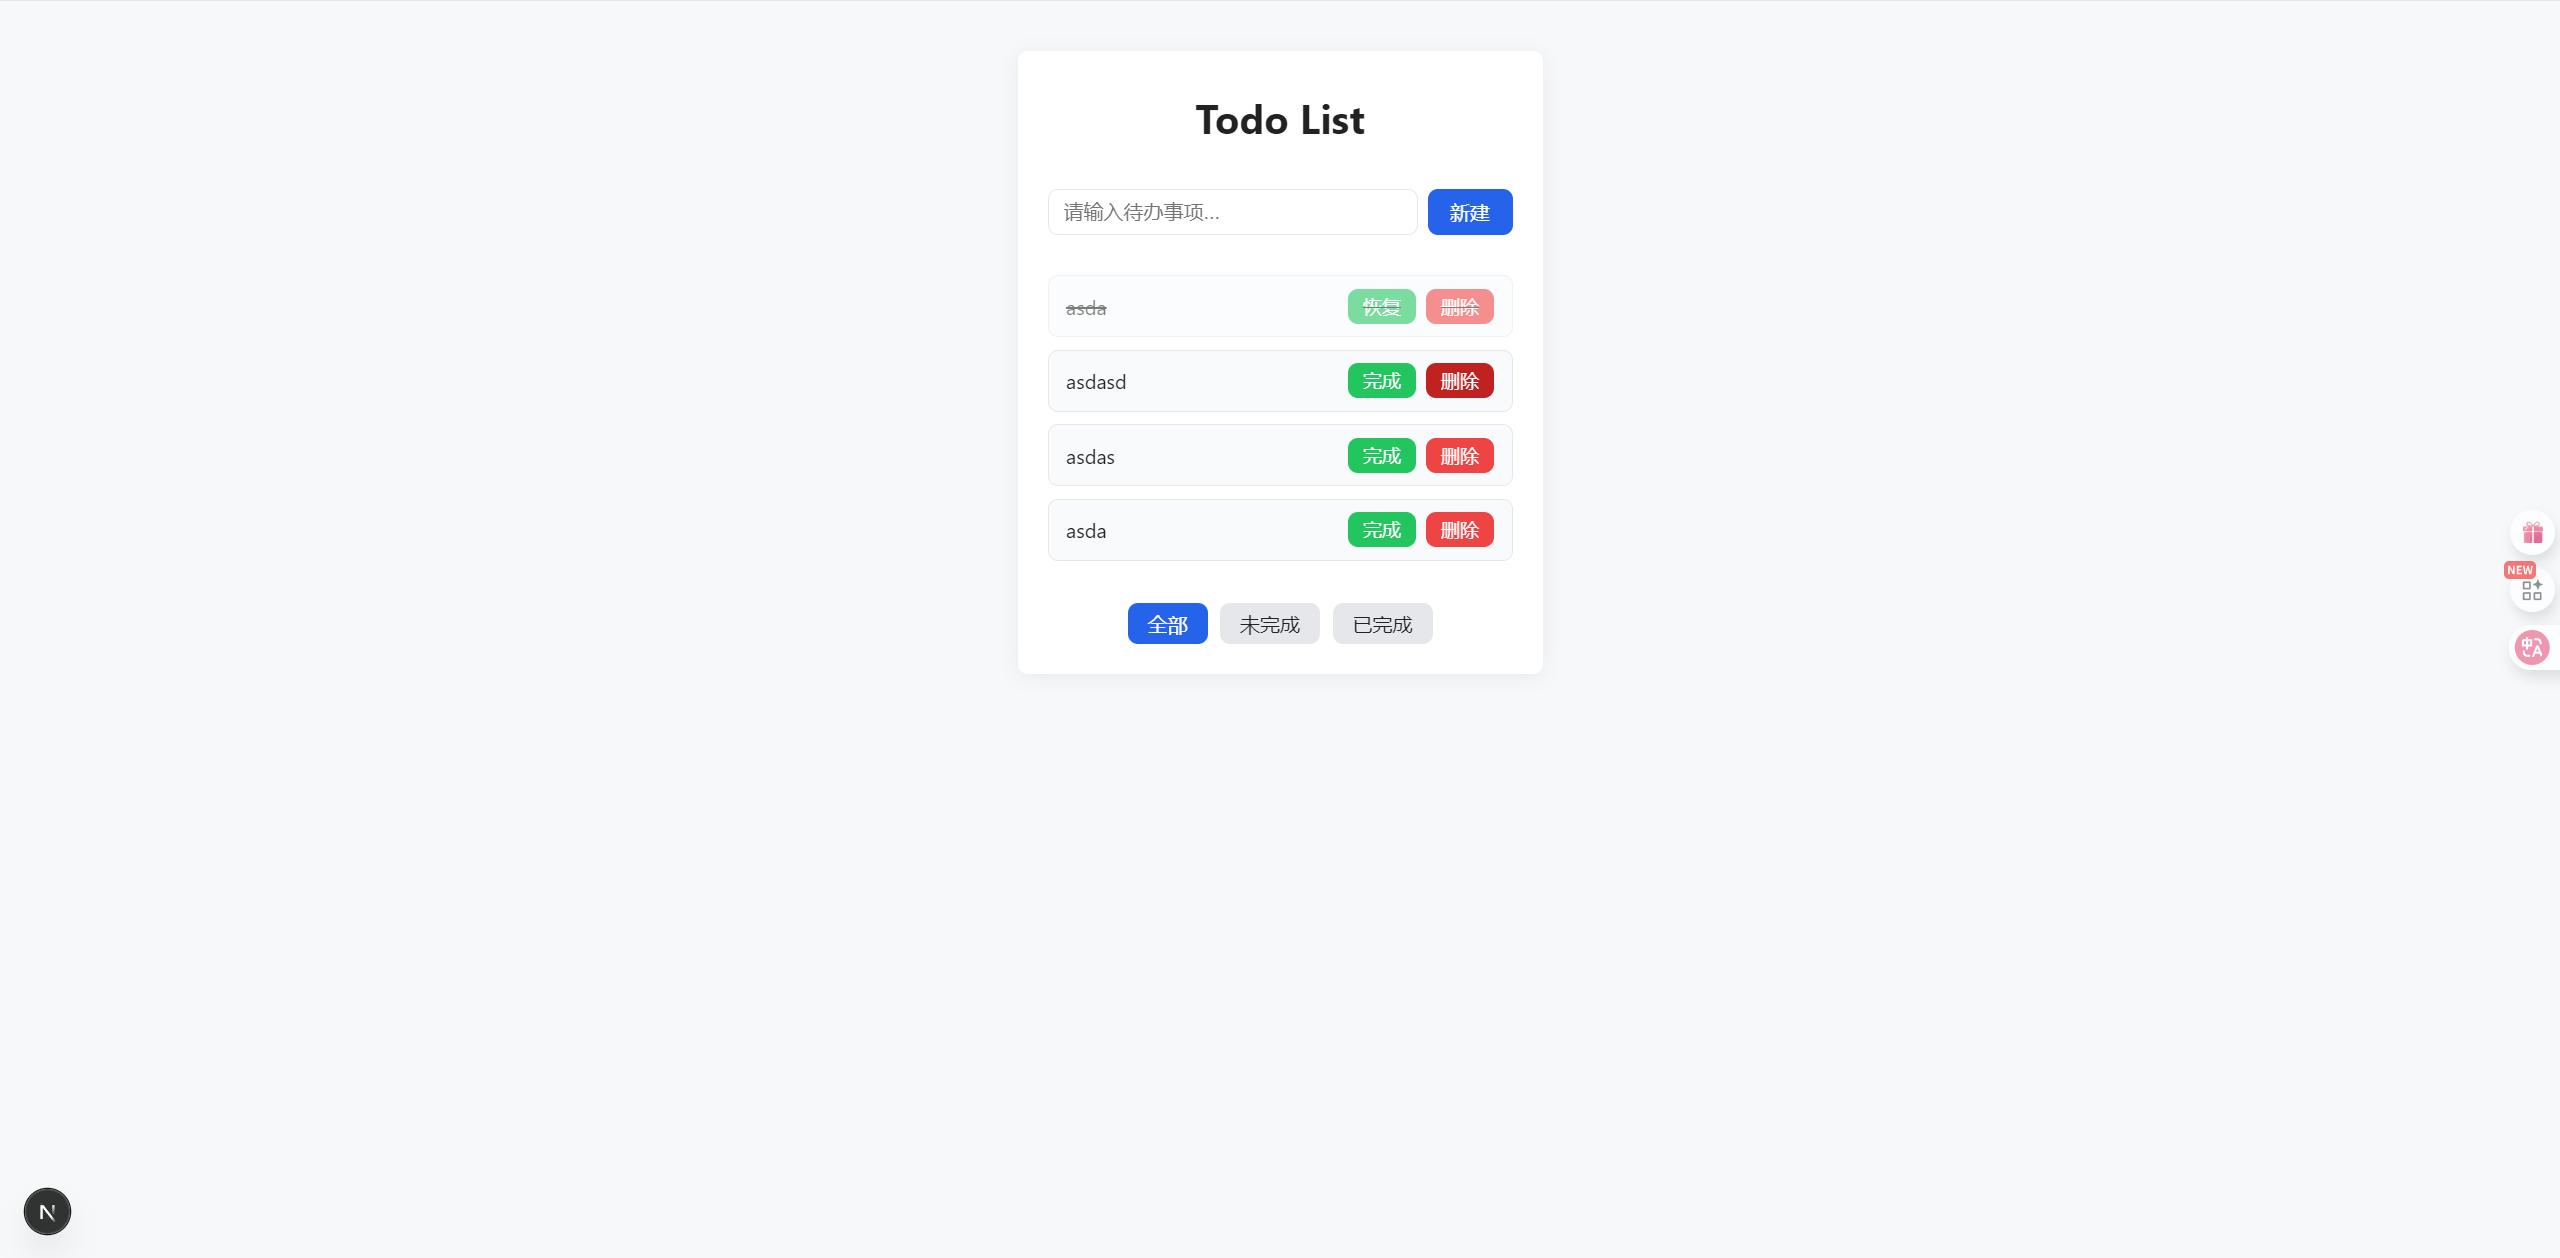 Todo List
请输入待办事项...
新建
asda
恢复
删除
asdasd
完成
删除
asdas
完成
删除
asda
完成
删除
全部
未完成
已完成
NEW
中A
N